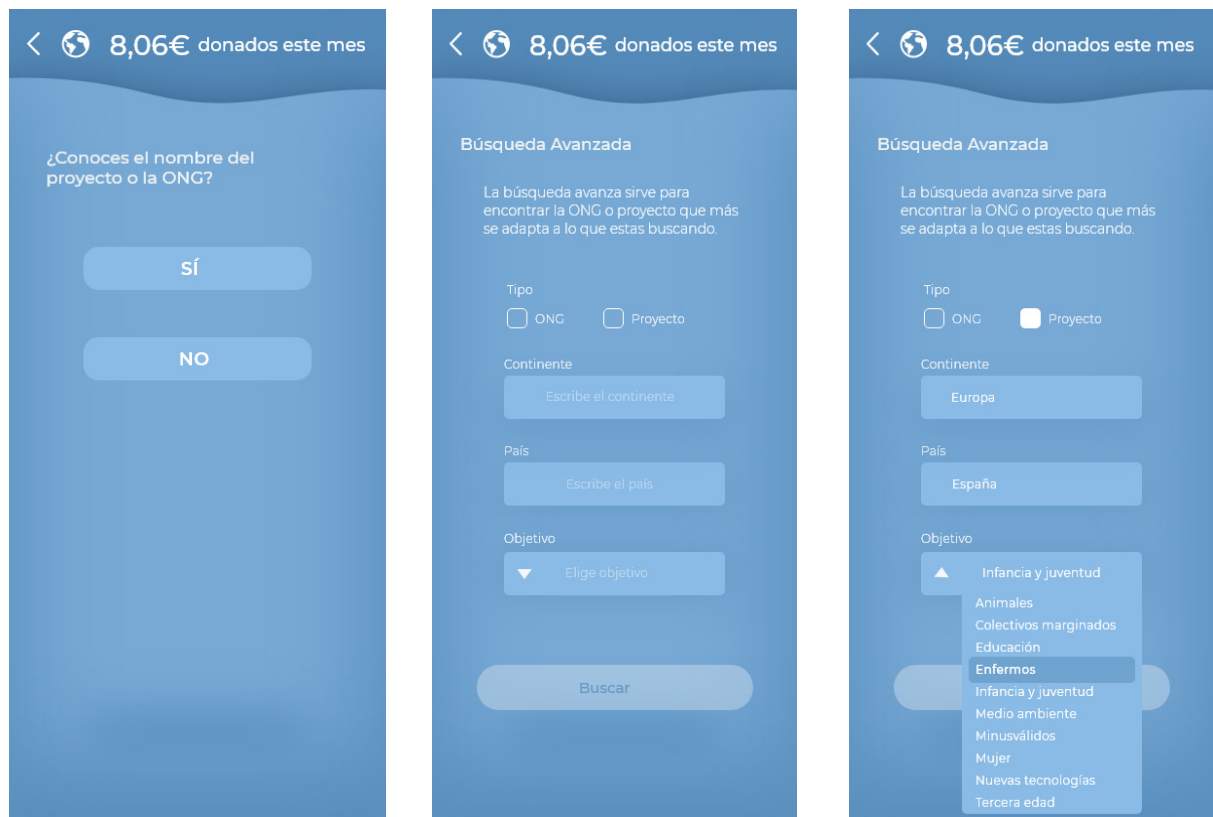 8,06€ donados este mes
¿Conoces el nombre del
proyecto o la ONG?
SÍ
NO
8,06€ donados este mes
Búsqueda Avanzada
La búsqueda avanza sirve para
encontrar la ONG o proyecto que más
se adapta a lo que estas buscando.
Tipo
ONG Proyecto
Continente
Escribe el continente
País
Escribe el país
Objetivo
Elige objetivo
Buscar
8,06€ donados este mes
Búsqueda Avanzada
La búsqueda avanza sirve para
encontrar la ONG o proyecto que más
se adapta a lo que estas buscando.
Tipo
ONG Proyecto
Continente
Europa
País
España
Objetivo
Infancia y juventud
Animales
Colectivos marginados
Educación
Enfermos
Infancia y juventud
Medio ambiente
Minusválidos
Mujer
Nuevas tecnologías
Tercera edad